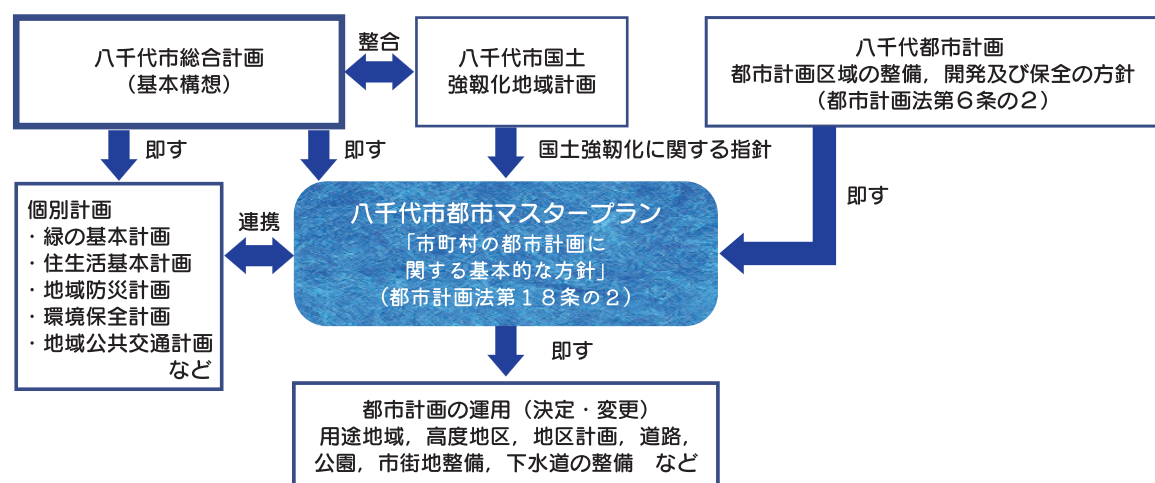 八千代市総合計画
（基本構想）
整合
八千代市国土
強靱化地域計画
八千代都市計画
都市計画区域の整備，開発及び保全の方針
（都市計画法第６条の２）
即す
即す
国土強靱化に関する指針
即す
個別計画
・緑の基本計画
・住生活基本計画
・地域防災計画
・環境保全計画
・地域公共交通計画
など
連携
八千代市都市マスタープラン
「市町村の都市計画に
関する基本的な方針」
（都市計画法第１８条の２）
即す
都市計画の運用（決定・変更）
用途地域，高度地区，地区計画，道路，
公園，市街地整備，下水道の整備　など